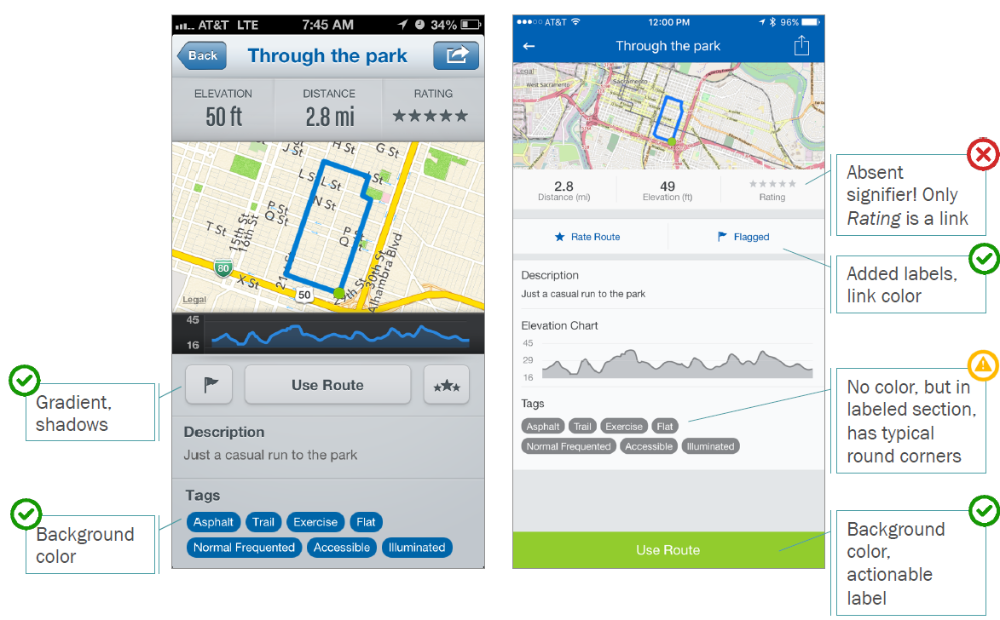 AT&T LTE 7:45 AM 34%
Back Through the park
ELEVATION DISTANCE RATING
50 ft 2.8 mi ★★★★★
H St G St
J St
L St L St I St
N St
P St
O St
P St
O St
T St
15th St
16th St
21st St
30th St
Alhambra Blvd
29th St
X St
80
50
Legal
45
16
Use Route
Description
Just a casual run to the park
Tags
Asphalt Trail Exercise Flat
Normal Frequented Accessible Illuminated
Gradient,
shadows
Background
color
AT&T 12:00 PM 96%
Through the park
Legal
West Sacramento Sacramento
2.8 49 ★★★★★
Distance (mi) Elevation (ft) Rating
Rate Route Flagged
Description
Just a casual run to the park
Elevation Chart
45
29
16
Tags
Asphalt Trail Exercise Flat
Normal Frequented Accessible Illuminated
Use Route
Absent
signifier! Only
Rating is a link
Added labels,
link color
No color, but in
labeled section,
has typical
round corners
Background
color,
actionable
label